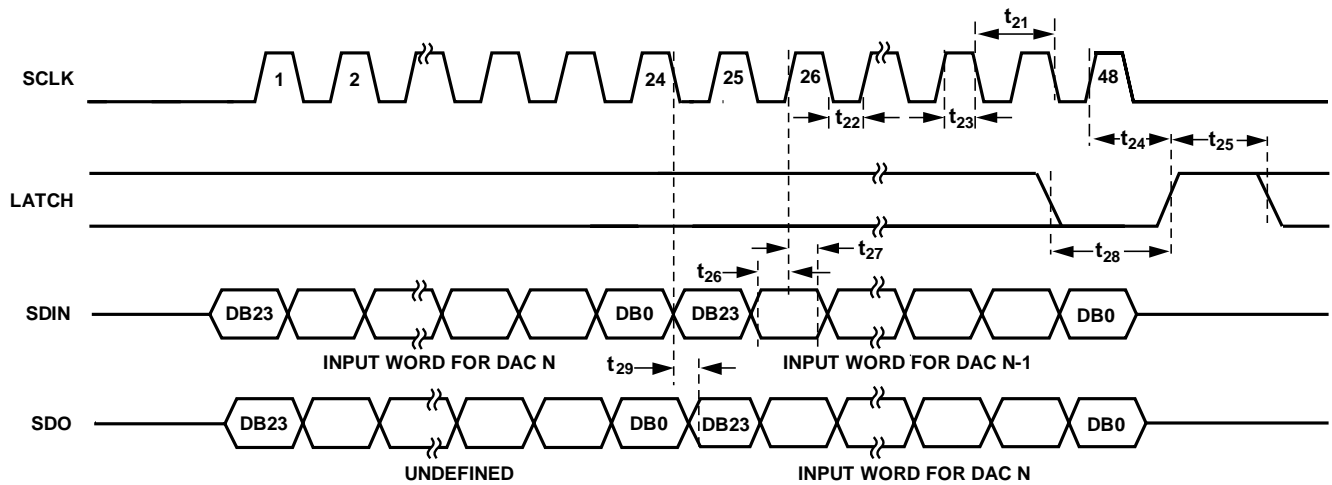 t21
SCLK 1 2 24 25 26 48
t22 t23 t24 t25
LATCH
t28
t26 t27
SDIN DB23 DB0 DB23 DB0
INPUT WORD FOR DAC N INPUT WORD FOR DAC N-1
t29
SDO DB23 DB0 DB23 DB0
UNDEFINED INPUT WORD FOR DAC N